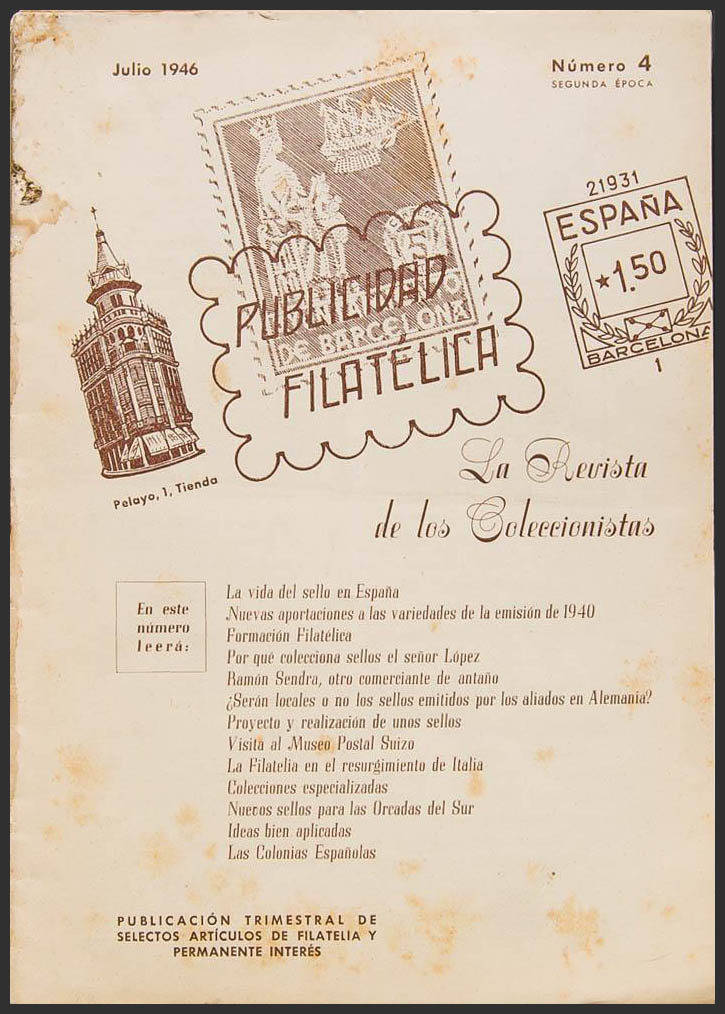 Julio 1946
Número 4
SEGUNDA ÉPOCA
21931
ESPAÑA
★1.50
BARCELONA
1
PUBLICIDAD
DE BARCELONA
FILATÉLICA
Pelayo, 1, Tienda
La Revista
de los Coleccionistas
En este
número
leerá:
La vida del sello en España
Nuevas aportaciones a las variedades de la emisión de 1940
Formación Filatélica
Por qué colecciona sellos el señor López
Ramón Sendra, otro comerciante de antaño
¿Serán locales o no los sellos emitidos por los aliados en Alemania?
Proyecto y realización de unos sellos
Visita al Museo Postal Suizo
La Filatelia en el resurgimiento de Italia
Colecciones especializadas
Nuevos sellos para las Orcadas del Sur
Ideas bien aplicadas
Las Colonias Españolas
PUBLICACIÓN TRIMESTRAL DE
SELECTOS ARTÍCULOS DE FILATELIA Y
PERMANENTE INTERÉS